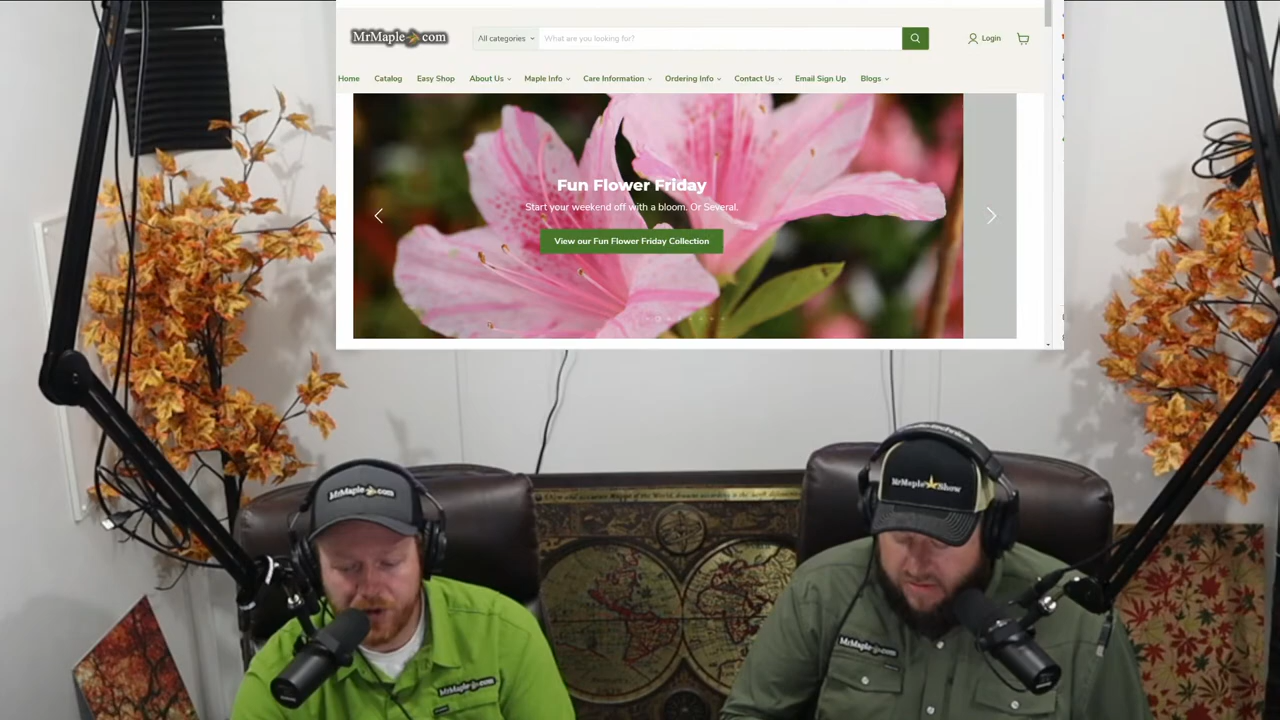 MrMaple.com
All categories
What are you looking for?
Login
Home Catalog Easy Shop About Us Maple Info Care Information Ordering Info Contact Us Email Sign Up Blogs
Fun Flower Friday
Start your weekend off with a bloom. Or Several.
View our Fun Flower Friday Collection
audio-technica
MrMaple.com
MrMaple Show
MrMaple.com
MrMaple.com